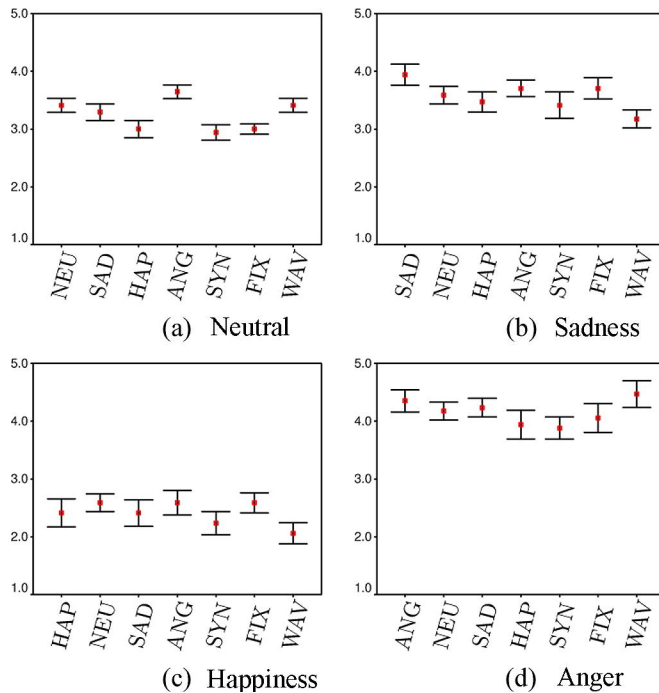 5.0
4.0
3.0
2.0
1.0
NEU SAD HAP ANG SYN FIX WAV
(a) Neutral
5.0
4.0
3.0
2.0
1.0
SAD NEU HAP ANG SYN FIX WAV
(b) Sadness
5.0
4.0
3.0
2.0
1.0
HAP NEU SAD ANG SYN FIX WAV
(c) Happiness
5.0
4.0
3.0
2.0
1.0
ANG NEU SAD HAP SYN FIX WAV
(d) Anger